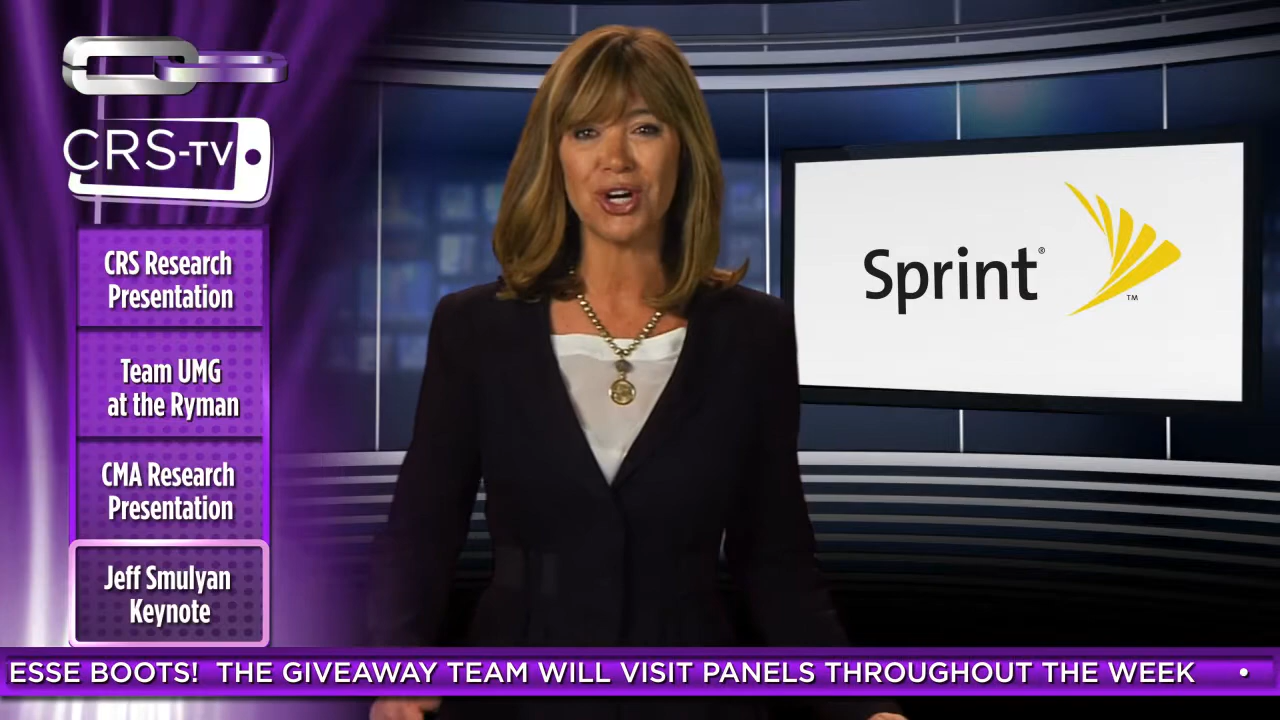 CRS-TV
CRS Research
Presentation
Team UMG
at the Ryman
CMA Research
Presentation
Jeff Smulyan
Keynote
Sprint®
TM
ESSE BOOTS! THE GIVEAWAY TEAM WILL VISIT PANELS THROUGHOUT THE WEEK •